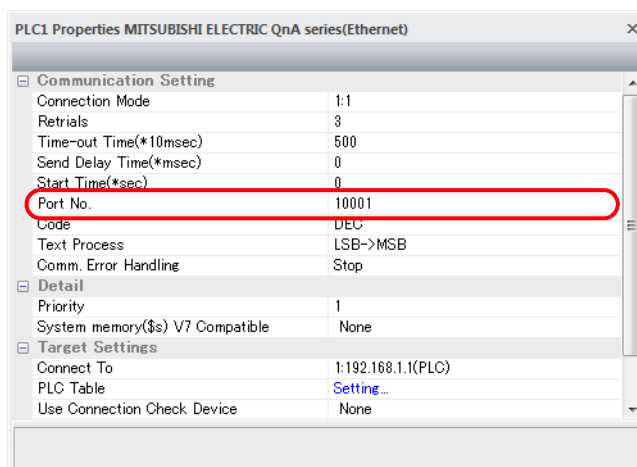 PLC1 Properties MITSUBISHI ELECTRIC QnA series(Ethernet)
Communication Setting
Connection Mode 1:1
Retrials 3
Time-out Time(*10msec) 500
Send Delay Time(*msec) 0
Start Time(*sec) 0
Port No. 10001
Code DEC
Text Process LSB->MSB
Comm. Error Handling Stop
Detail
Priority 1
System memory($s) V7 Compatible None
Target Settings
Connect To 1:192.168.1.1(PLC)
PLC Table Setting...
Use Connection Check Device None